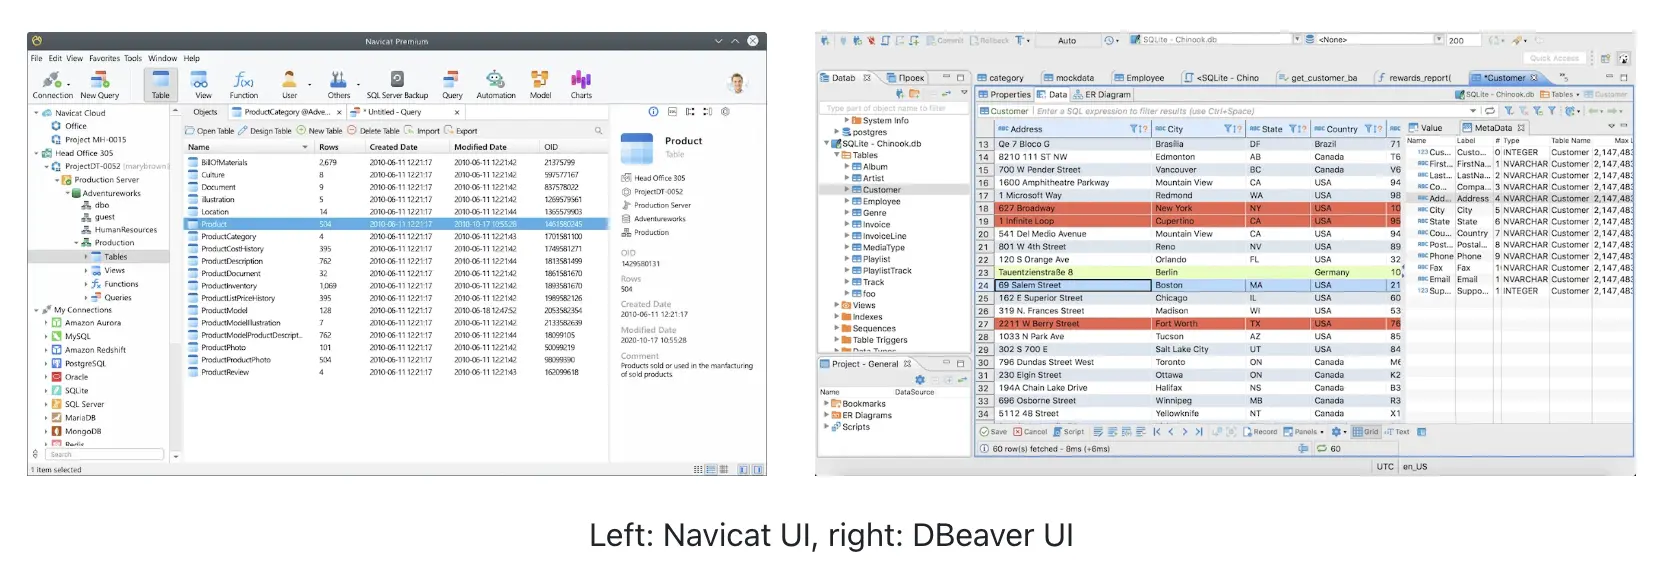 Navicat Premium
File Edit View Favorites Tools Window Help
Connection New Query Table View Function User Others SQL Server Backup Query Automation Model Charts
Navicat Cloud
Office
Project MH-0015
Head Office 305
ProjectDT-0052 (marybrown
Production Server
Adventureworks
dbo
guest
HumanResources
Production
Tables
Views
Functions
Queries
My Connections
Amazon Aurora
MySQL
Amazon Redshift
PostgreSQL
Oracle
SQLite
SQL Server
MariaDB
MongoDB
Redis
Search
1 item selected
Objects ProductCategory @Adve... * Untitled - Query
Open Table Design Table New Table Delete Table Import Export
Name Rows Created Date Modified Date OID
BillOfMaterials 2,679 2010-06-11 12:21:17 2010-06-11 12:21:42 21375799
Culture 8 2010-06-11 12:21:17 2010-06-11 12:21:42 597577167
Document 9 2010-06-11 12:21:17 2010-06-11 12:21:42 837578022
illustration 5 2010-06-11 12:21:17 2010-06-11 12:21:42 1269579561
Location 14 2010-06-11 12:21:17 2010-06-11 12:21:44 1365579903
Product 504 2010-06-11 12:21:17 2010-10-17 10:55:28 1461580245
ProductCategory 4 2010-06-11 12:21:17 2010-06-11 12:21:43 1701581100
ProductCostHistory 395 2010-06-11 12:21:17 2010-06-11 12:21:42 1749581271
ProductDescription 762 2010-06-11 12:21:17 2010-06-11 12:21:44 1813581499
ProductDocument 32 2010-06-11 12:21:17 2010-06-11 12:21:42 1861581670
ProductInventory 1,069 2010-06-11 12:21:17 2010-06-11 12:21:42 1893581670
ProductListPriceHistory 395 2010-06-11 12:21:17 2010-06-11 12:21:42 1989582126
ProductModel 128 2010-06-11 12:21:17 2010-06-18 12:47:52 2053582354
ProductModelIllustration 7 2010-06-11 12:21:17 2010-06-11 12:21:42 2133582639
ProductModelProductDescript.. 762 2010-06-11 12:21:17 2010-06-11 12:21:44 18099105
ProductPhoto 101 2010-06-11 12:21:17 2010-06-11 12:21:42 50099219
ProductProductPhoto 504 2010-06-11 12:21:17 2010-06-11 12:21:42 98099390
ProductReview 4 2010-06-11 12:21:17 2010-06-11 12:21:43 162099618
Product
Table
Head Office 305
ProjectDT-0052
Production Server
Adventureworks
Production
OID
1429580131
Rows
504
Created Date
2010-06-11 12:21:17
Modified Date
2020-10-17 10:55:28
Comment
Products sold or used in the manfacturing
of sold products.
Commit Rollback Auto SQLite - Chinook.db <None> 200
Quick Access
Datab Проек
Type part of object name to filter
System Info
postgres
SQLite - Chinook.db
Tables
Album
Artist
Customer
Employee
Genre
Invoice
InvoiceLine
MediaType
Playlist
PlaylistTrack
Track
foo
Views
Indexes
Sequences
Table Triggers
Data Types
Project - General
Name DataSource
Bookmarks
ER Diagrams
Scripts
category mockdata Employee <SQLite - Chino get_customer_ba rewards_report( *Customer
Properties Data ER Diagram SQLite - Chinook.db Tables Customer
Customer Enter a SQL expression to filter results (use Ctrl+Space)
Address City State Country
13 Qe 7 Bloco G Brasília DF Brazil 71
14 8210 111 ST NW Edmonton AB Canada T6
15 700 W Pender Street Vancouver BC Canada V6
16 1600 Amphitheatre Parkway Mountain View CA USA 94
17 1 Microsoft Way Redmond WA USA 98
18 627 Broadway New York NY USA 10
19 1 Infinite Loop Cupertino CA USA 95
20 541 Del Medio Avenue Mountain View CA USA 94
21 801 W 4th Street Reno NV USA 89
22 120 S Orange Ave Orlando FL USA 32
23 Tauentzienstraße 8 Berlin Germany 10
24 69 Salem Street Boston MA USA 21
25 162 E Superior Street Chicago IL USA 60
26 319 N. Frances Street Madison WI USA 53
27 2211 W Berry Street Fort Worth TX USA 76
28 1033 N Park Ave Tucson AZ USA 85
29 302 S 700 E Salt Lake City UT USA 84
30 796 Dundas Street West Toronto ON Canada M6
31 230 Elgin Street Ottawa ON Canada K2
32 194A Chain Lake Drive Halifax NS Canada B3
33 696 Osborne Street Winnipeg MB Canada R3
34 5112 48 Street Yellowknife NT Canada X1
Value MetaData
Name Label # Type Table Name Max L
Cus... Custo... 0 INTEGER Customer 2,147,483
First... FirstNa... 1 NVARCHAR Customer 2,147,483
Last... LastNa... 2 NVARCHAR Customer 2,147,483
Co... Compa... 3 NVARCHAR Customer 2,147,483
Add... Address 4 NVARCHAR Customer 2,147,483
City City 5 NVARCHAR Customer 2,147,483
State State 6 NVARCHAR Customer 2,147,483
Cou... Country 7 NVARCHAR Customer 2,147,483
Post... Postal... 8 NVARCHAR Customer 2,147,483
Phone Phone 9 NVARCHAR Customer 2,147,483
Fax Fax 1 NVARCHAR Customer 2,147,483
Email Email 1 NVARCHAR Customer 2,147,483
Sup... Suppo... 1 INTEGER Customer 2,147,483
Save Cancel Script Record Panels Grid Text
60 row(s) fetched - 8ms (+6ms) 60
UTC en_US
Left: Navicat UI, right: DBeaver UI